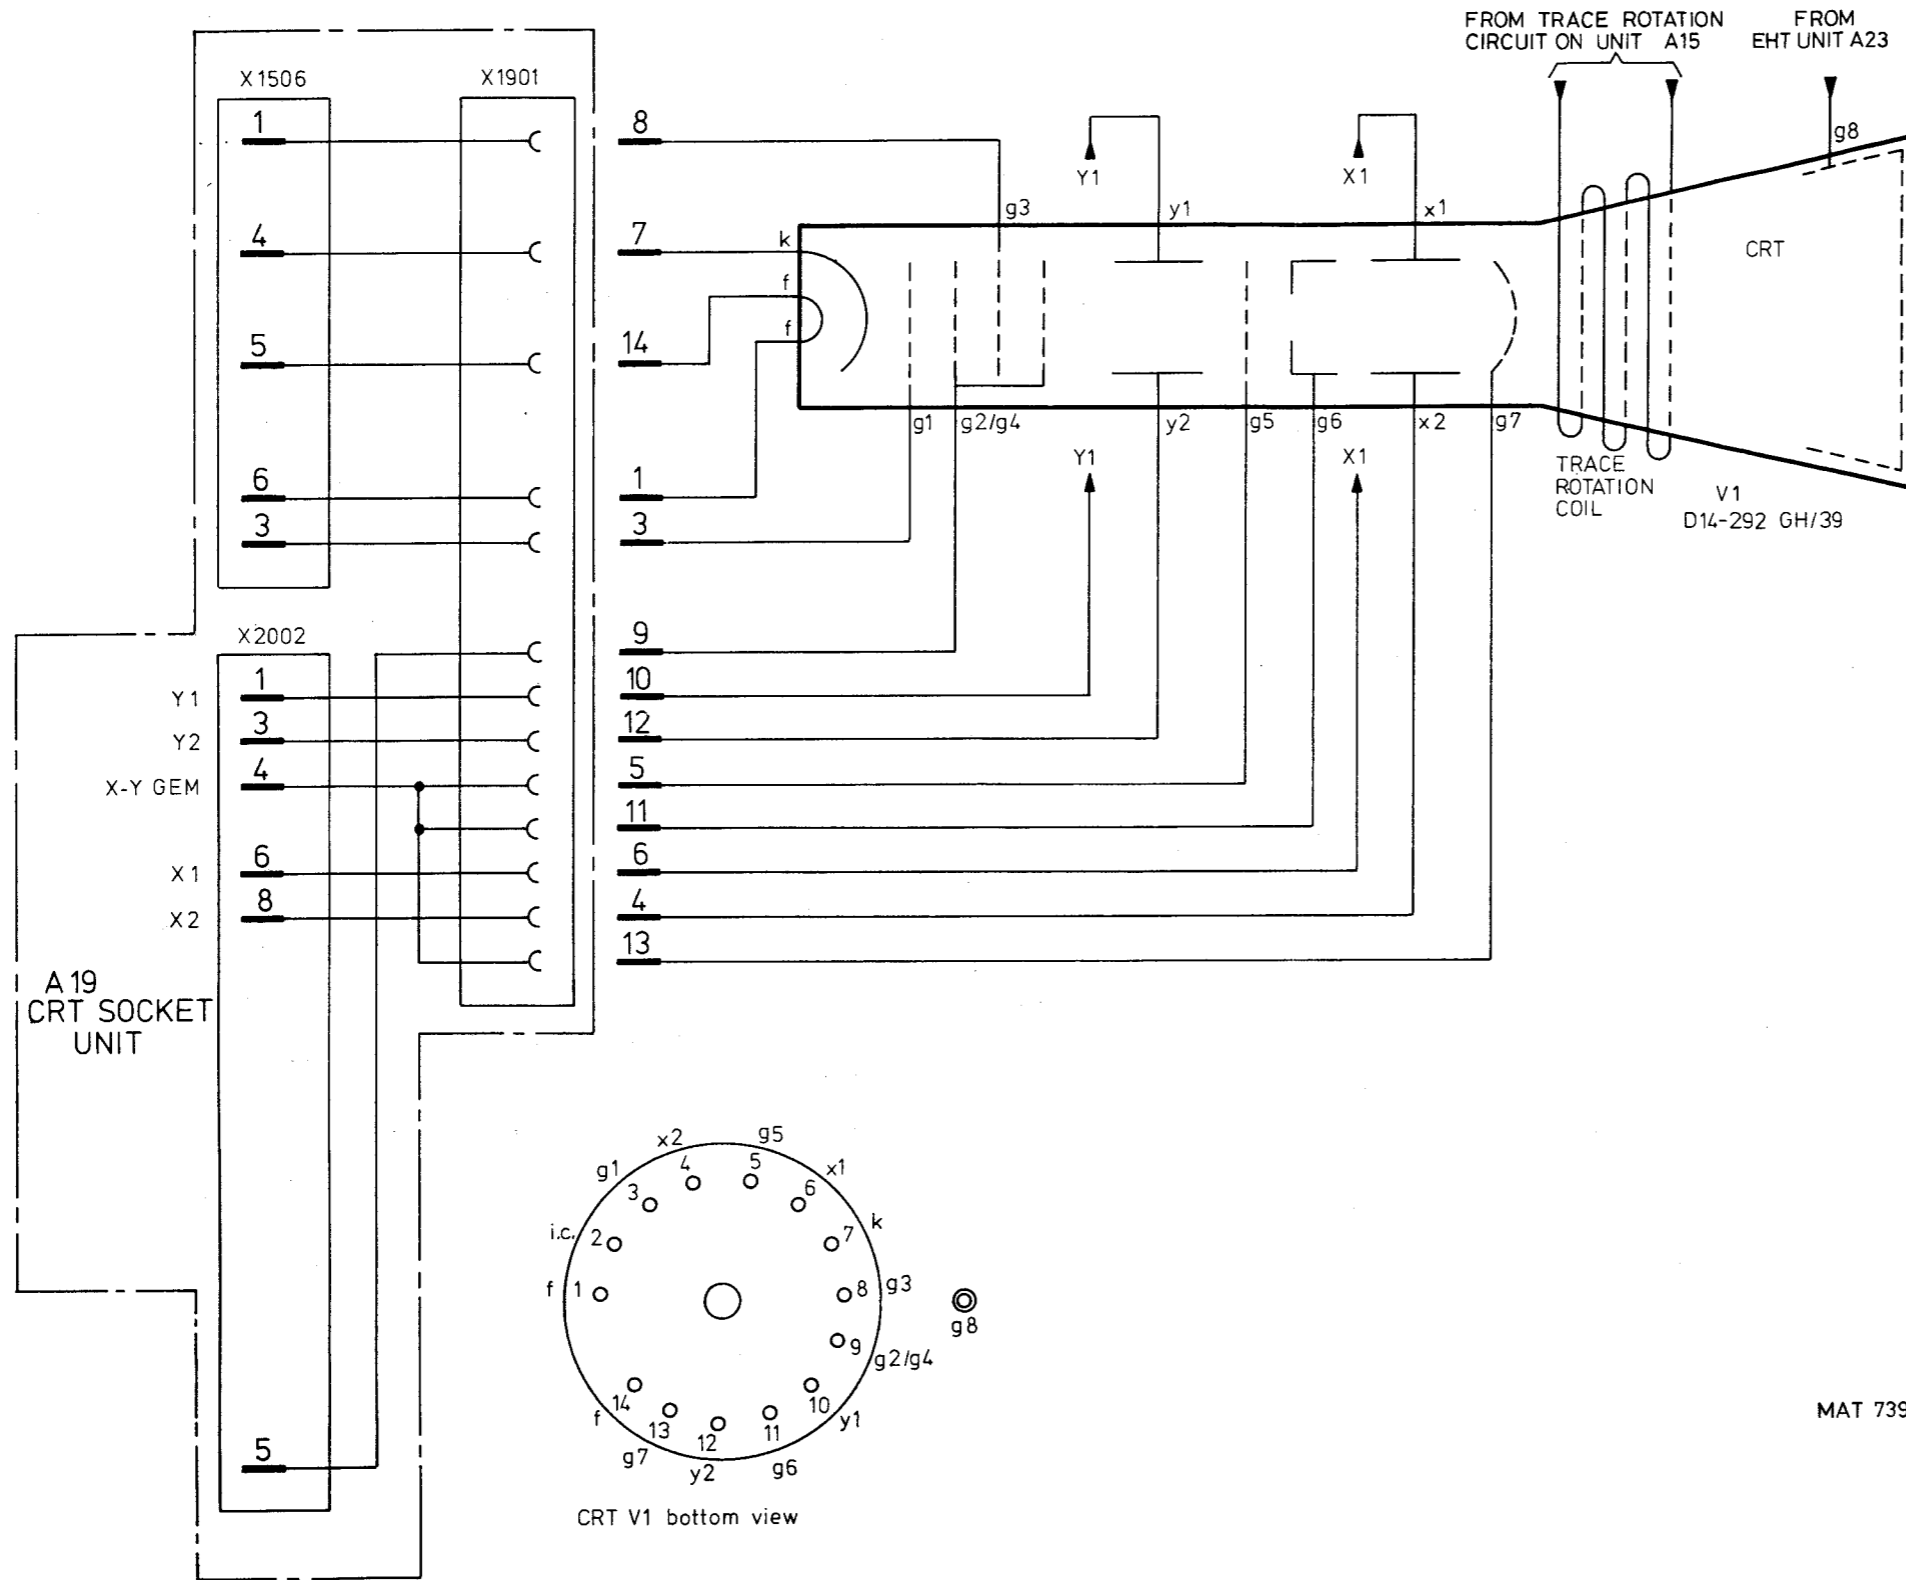 FROM TRACE ROTATION
CIRCUIT ON UNIT A15
FROM
EHT UNIT A23
X1506
X1901
1
8
g8
Y1
X1
4
7
k
g3
y1
x1
CRT
f
5
14
f
g1
g2/g4
y2
g5
g6
x2
g7
6
1
Y1
X1
TRACE
ROTATION
COIL
V1
D14-292 GH/39
3
3
X2002
9
Y1
1
10
Y2
3
12
X-Y GEM
4
5
11
X1
6
6
X2
8
4
13
A19
CRT SOCKET
UNIT
x2
g5
g1
4
5
x1
3
6
i.c.
2
7
k
f
1
8
g3
g8
9
g2/g4
14
10
f
13
12
11
y1
g7
y2
g6
5
CRT V1 bottom view
MAT 739